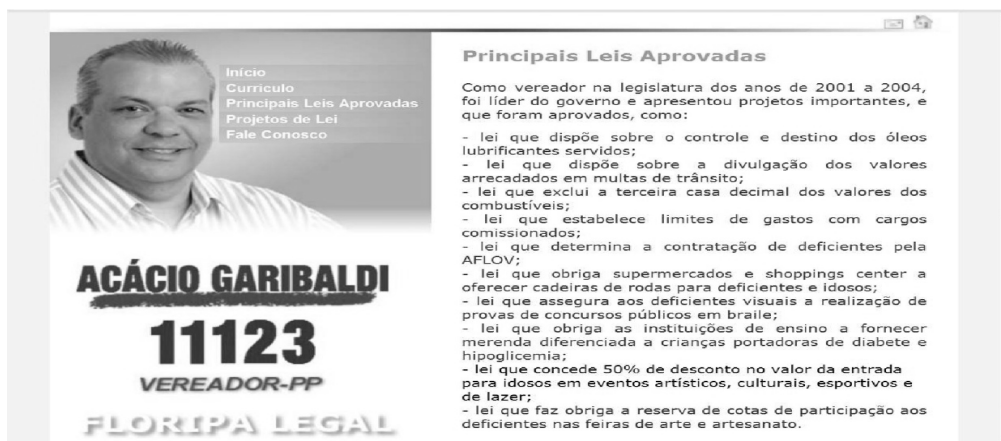 Início
Curriculo
Principais Leis Aprovadas
Projetos de Lei
Fale Conosco
ACÁCIO GARIBALDI
11123
VEREADOR-PP
FLORIPA LEGAL
Principais Leis Aprovadas
Como vereador na legislatura dos anos de 2001 a 2004,
foi líder do governo e apresentou projetos importantes, e
que foram aprovados, como:
- lei que dispõe sobre o controle e destino dos óleos
lubrificantes servidos;
- lei que dispõe sobre a divulgação dos valores
arrecadados em multas de trânsito;
- lei que exclui a terceira casa decimal dos valores dos
combustíveis;
- lei que estabelece limites de gastos com cargos
comissionados;
- lei que determina a contratação de deficientes pela
AFLOV;
- lei que obriga supermercados e shoppings center a
oferecer cadeiras de rodas para deficientes e idosos;
- lei que assegura aos deficientes visuais a realização de
provas de concursos públicos em braile;
- lei que obriga as instituições de ensino a fornecer
merenda diferenciada a crianças portadoras de diabete e
hipoglicemia;
- lei que concede 50% de desconto no valor da entrada
para idosos em eventos artísticos, culturais, esportivos e
de lazer;
- lei que faz obriga a reserva de cotas de participação aos
deficientes nas feiras de arte e artesanato.